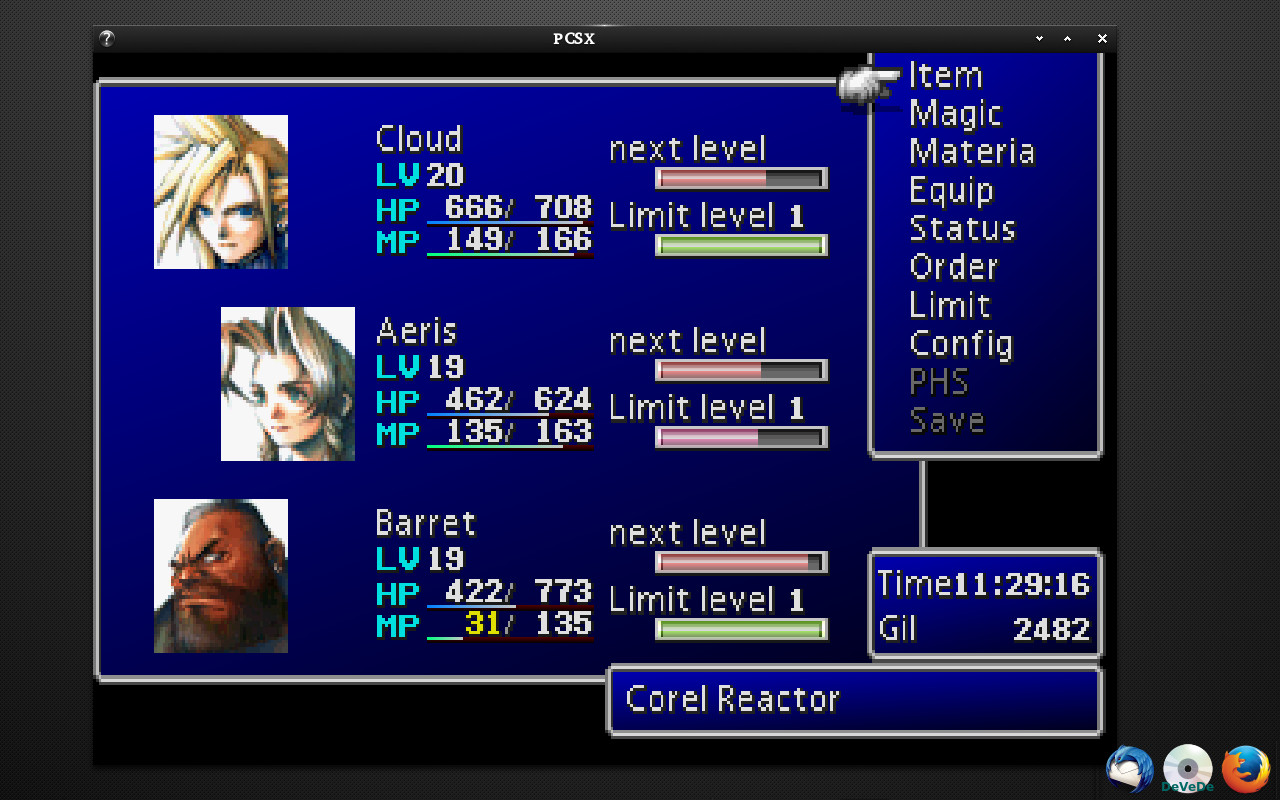 PCSX
Cloud
LV 20
HP 666/ 708
MP 149/ 166
next level
Limit level 1
Aeris
LV 19
HP 462/ 624
MP 135/ 163
next level
Limit level 1
Barret
LV 19
HP 422/ 773
MP 31/ 135
next level
Limit level 1
Item
Magic
Materia
Equip
Status
Order
Limit
Config
PHS
Save
Time11:29:16
Gil 2482
Corel Reactor
DeVeDe